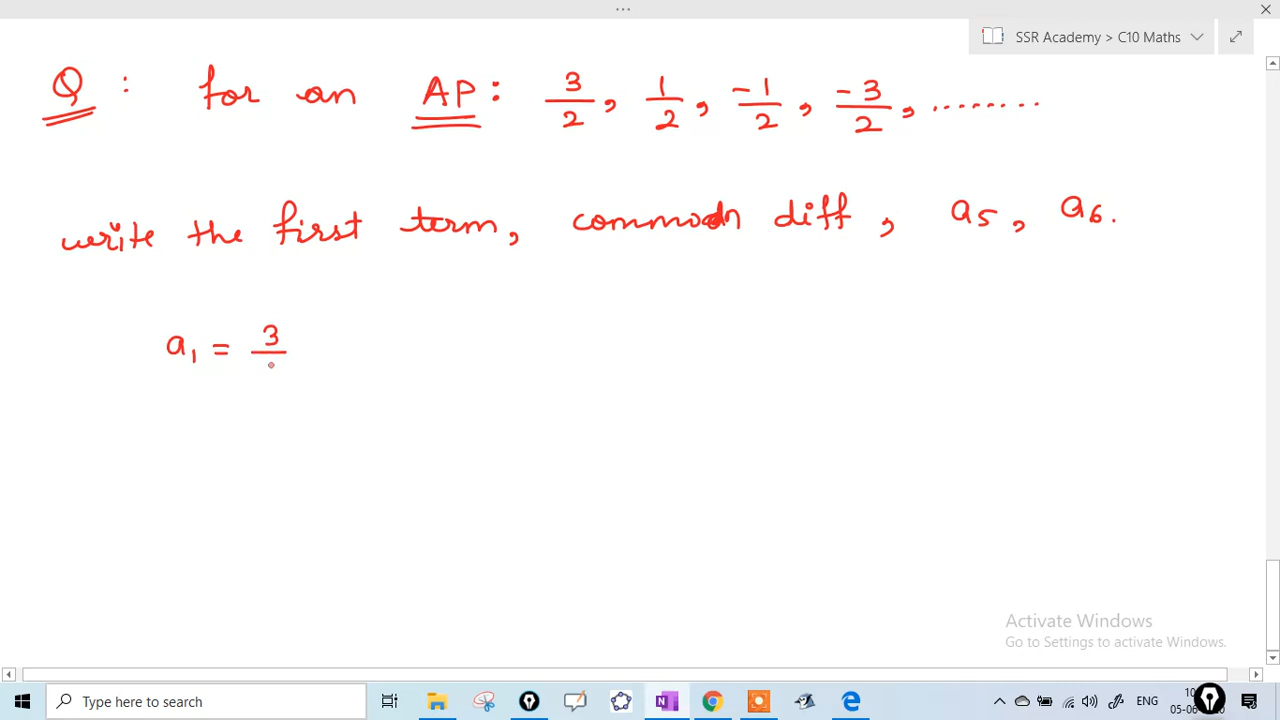 ...
SSR Academy > C10 Maths
Q : for an AP : 3/2, 1/2, -1/2, -3/2, ........
write the first term, common diff, a5, a6.
a1 = 3/
Activate Windows
Go to Settings to activate Windows.
Type here to search
ENG